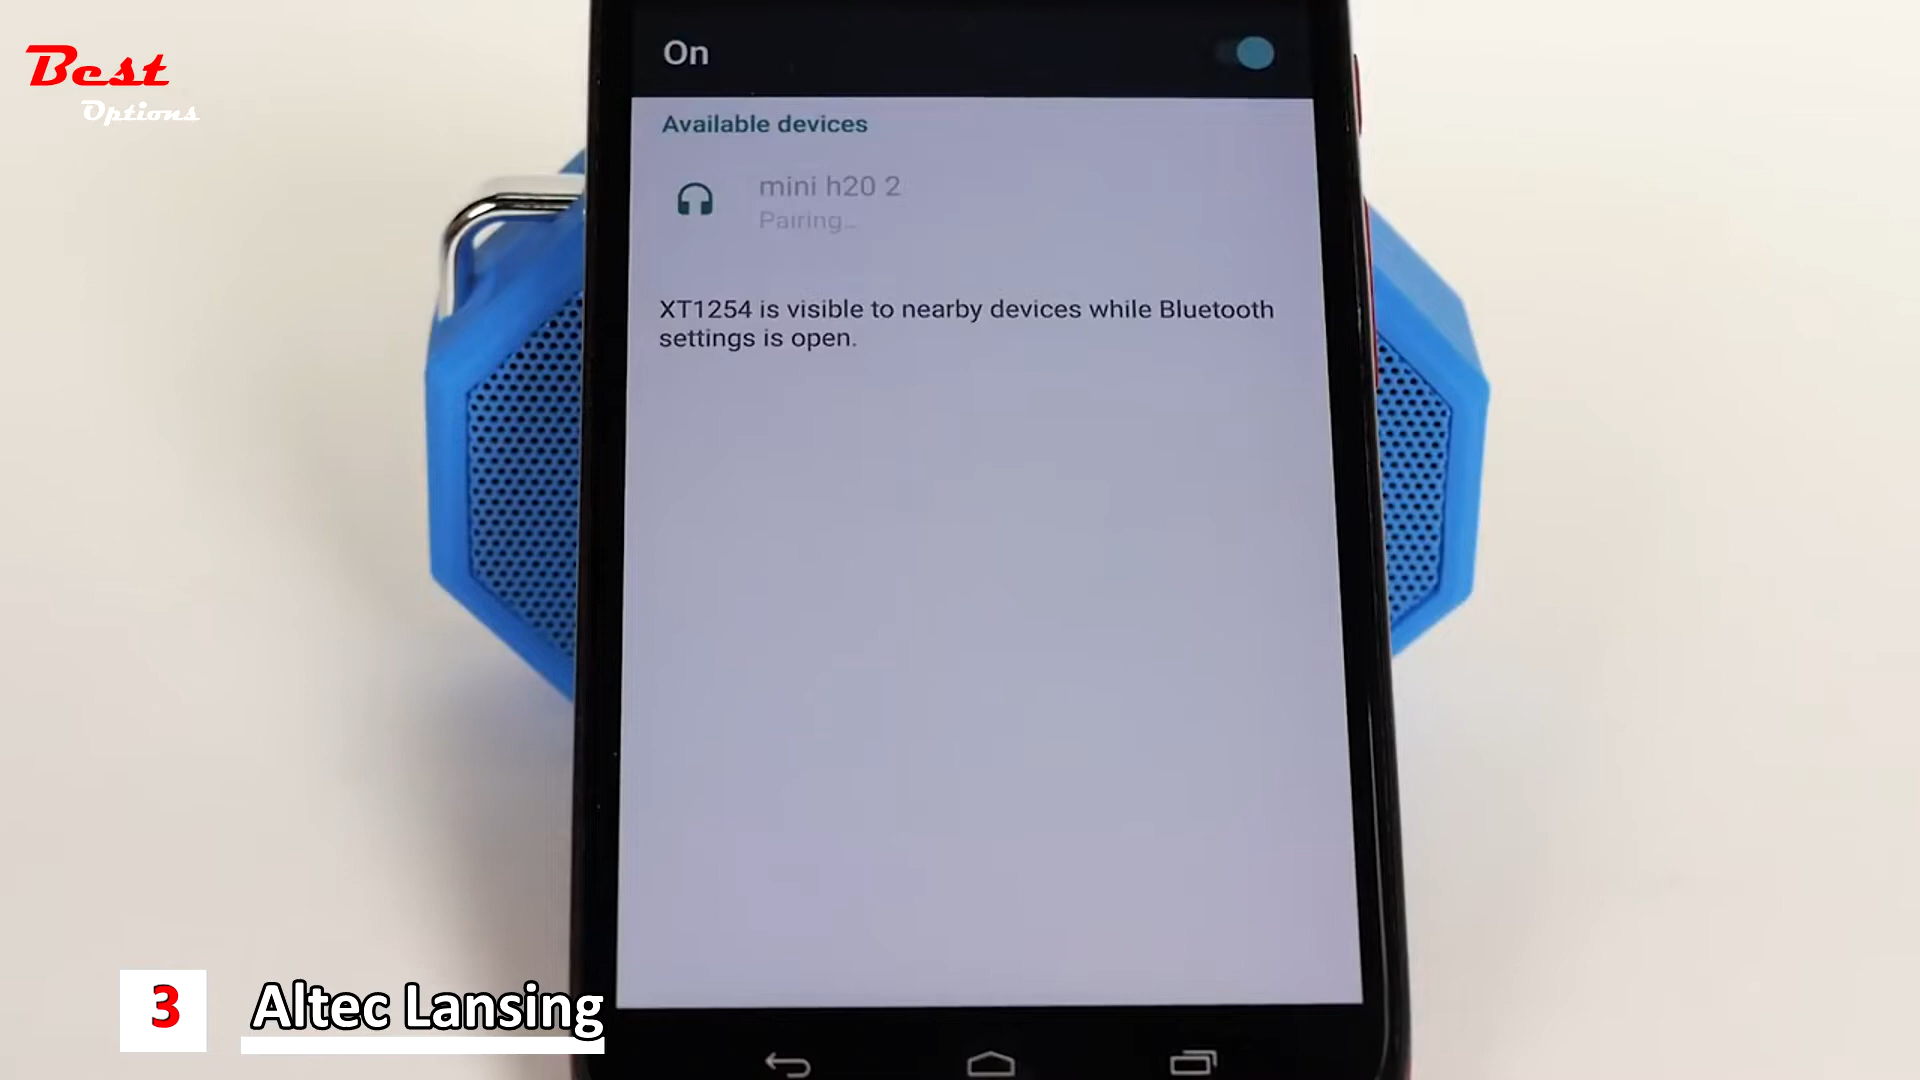 Best
Options
On
Available devices
mini h20 2
Pairing...
XT1254 is visible to nearby devices while Bluetooth
settings is open.
3
Altec Lansing